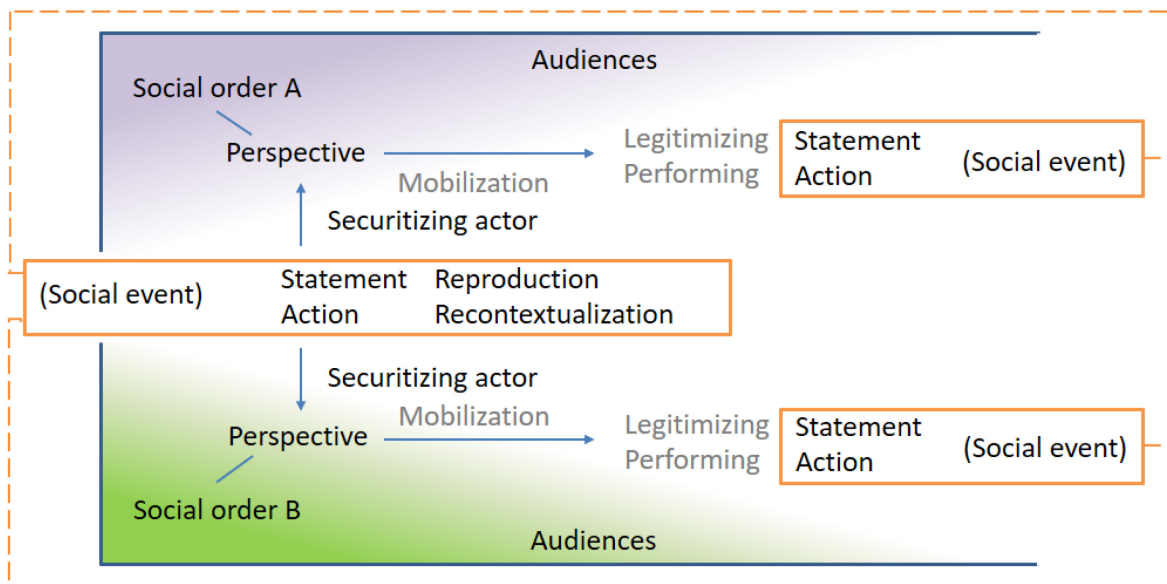 Audiences
Social order A
Perspective
Mobilization
Legitimizing
Performing
Statement
Action
(Social event)
Securitizing actor
(Social event)
Statement
Action
Reproduction
Recontextualization
Securitizing actor
Mobilization
Perspective
Legitimizing
Performing
Statement
Action
(Social event)
Social order B
Audiences